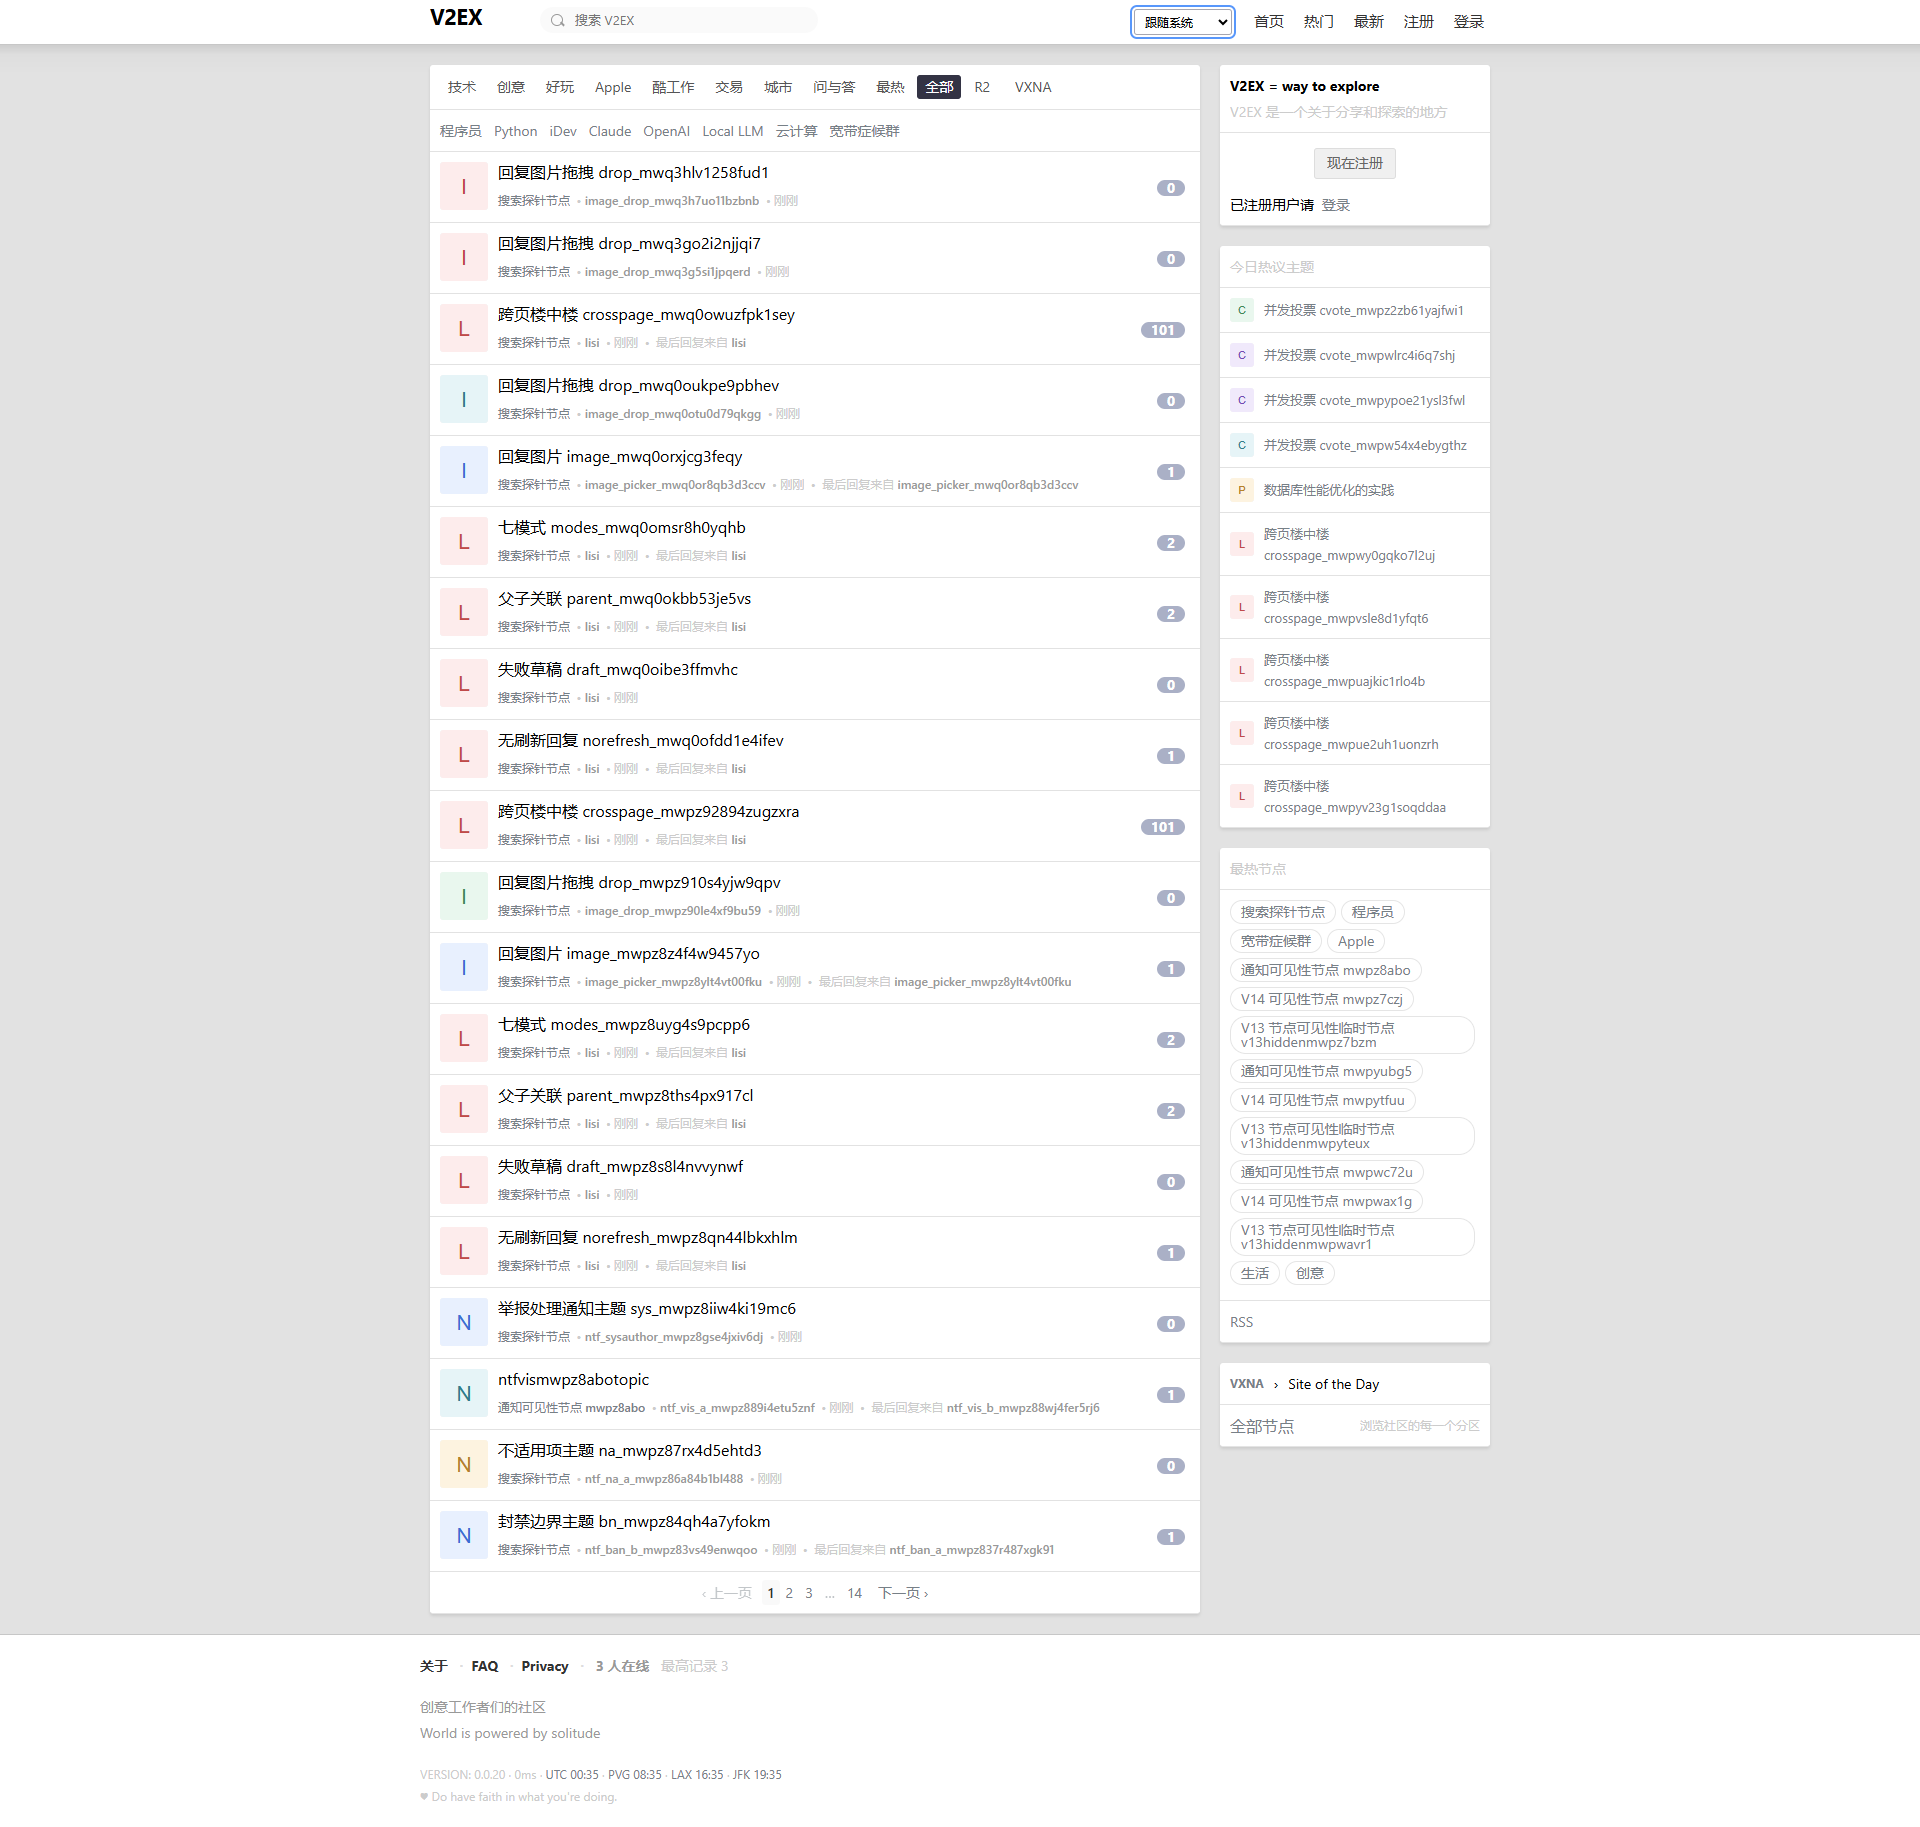 V2EX
搜索 V2EX
跟随系统 首页 热门 最新 注册 登录
技术 创意 好玩 Apple 酷工作 交易 城市 问与答 最热 全部 R2 VXNA
程序员 Python iDev Claude OpenAI Local LLM 云计算 宽带症候群
I
回复图片拖拽 drop_mwq3hlv1258fud1
搜索探针节点 • image_drop_mwq3h7uo11bzbnb • 刚刚
0
I
回复图片拖拽 drop_mwq3go2i2njjqi7
搜索探针节点 • image_drop_mwq3g5si1jpqerd • 刚刚
0
L
跨页楼中楼 crosspage_mwq0owuzfpk1sey
搜索探针节点 • lisi • 刚刚 • 最后回复来自 lisi
101
I
回复图片拖拽 drop_mwq0oukpe9pbhev
搜索探针节点 • image_drop_mwq0otu0d79qkgg • 刚刚
0
I
回复图片 image_mwq0orxjcg3feqy
搜索探针节点 • image_picker_mwq0or8qb3d3ccv • 刚刚 • 最后回复来自 image_picker_mwq0or8qb3d3ccv
1
L
七模式 modes_mwq0omsr8h0yqhb
搜索探针节点 • lisi • 刚刚 • 最后回复来自 lisi
2
L
父子关联 parent_mwq0okbb53je5vs
搜索探针节点 • lisi • 刚刚 • 最后回复来自 lisi
2
L
失败草稿 draft_mwq0oibe3ffmvhc
搜索探针节点 • lisi • 刚刚
0
L
无刷新回复 norefresh_mwq0ofdd1e4ifev
搜索探针节点 • lisi • 刚刚 • 最后回复来自 lisi
1
L
跨页楼中楼 crosspage_mwpz92894zugzxra
搜索探针节点 • lisi • 刚刚 • 最后回复来自 lisi
101
I
回复图片拖拽 drop_mwpz910s4yjw9qpv
搜索探针节点 • image_drop_mwpz90le4xf9bu59 • 刚刚
0
I
回复图片 image_mwpz8z4f4w9457yo
搜索探针节点 • image_picker_mwpz8ylt4vt00fku • 刚刚 • 最后回复来自 image_picker_mwpz8ylt4vt00fku
1
L
七模式 modes_mwpz8uyg4s9pcpp6
搜索探针节点 • lisi • 刚刚 • 最后回复来自 lisi
2
L
父子关联 parent_mwpz8ths4px917cl
搜索探针节点 • lisi • 刚刚 • 最后回复来自 lisi
2
L
失败草稿 draft_mwpz8s8l4nvvynwf
搜索探针节点 • lisi • 刚刚
0
L
无刷新回复 norefresh_mwpz8qn44lbkxhlm
搜索探针节点 • lisi • 刚刚 • 最后回复来自 lisi
1
N
举报处理通知主题 sys_mwpz8iiw4ki19mc6
搜索探针节点 • ntf_sysauthor_mwpz8gse4jxiv6dj • 刚刚
0
N
ntfvismwpz8abotopic
通知可见性节点 mwpz8abo • ntf_vis_a_mwpz889i4etu5znf • 刚刚 • 最后回复来自 ntf_vis_b_mwpz88wj4fer5rj6
1
N
不适用项主题 na_mwpz87rx4d5ehtd3
搜索探针节点 • ntf_na_a_mwpz86a84b1bl488 • 刚刚
0
N
封禁边界主题 bn_mwpz84qh4a7yfokm
搜索探针节点 • ntf_ban_b_mwpz83vs49enwqoo • 刚刚 • 最后回复来自 ntf_ban_a_mwpz837r487xgk91
1
‹ 上一页 1 2 3 ... 14 下一页 ›
V2EX = way to explore
V2EX 是一个关于分享和探索的地方
现在注册
已注册用户请 登录
今日热议主题
C 并发投票 cvote_mwpz2zb61yajfwi1
C 并发投票 cvote_mwpwlrc4i6q7shj
C 并发投票 cvote_mwpypoe21ysl3fwl
C 并发投票 cvote_mwpw54x4ebygthz
P 数据库性能优化的实践
L 跨页楼中楼
crosspage_mwpwy0gqko7l2uj
L 跨页楼中楼
crosspage_mwpvsle8d1yfqt6
L 跨页楼中楼
crosspage_mwpuajkic1rlo4b
L 跨页楼中楼
crosspage_mwpue2uh1uonzrh
L 跨页楼中楼
crosspage_mwpyv23g1soqddaa
最热节点
搜索探针节点 程序员
宽带症候群 Apple
通知可见性节点 mwpz8abo
V14 可见性节点 mwpz7czj
V13 节点可见性临时节点
v13hiddenmwpz7bzm
通知可见性节点 mwpyubg5
V14 可见性节点 mwpytfuu
V13 节点可见性临时节点
v13hiddenmwpyteux
通知可见性节点 mwpwc72u
V14 可见性节点 mwpwax1g
V13 节点可见性临时节点
v13hiddenmwpwavr1
生活 创意
RSS
VXNA › Site of the Day
全部节点 浏览社区的每一个分区
关于 · FAQ · Privacy · 3 人在线 最高记录 3
创意工作者们的社区
World is powered by solitude
VERSION: 0.0.20 · 0ms · UTC 00:35 · PVG 08:35 · LAX 16:35 · JFK 19:35
♥ Do have faith in what you're doing.